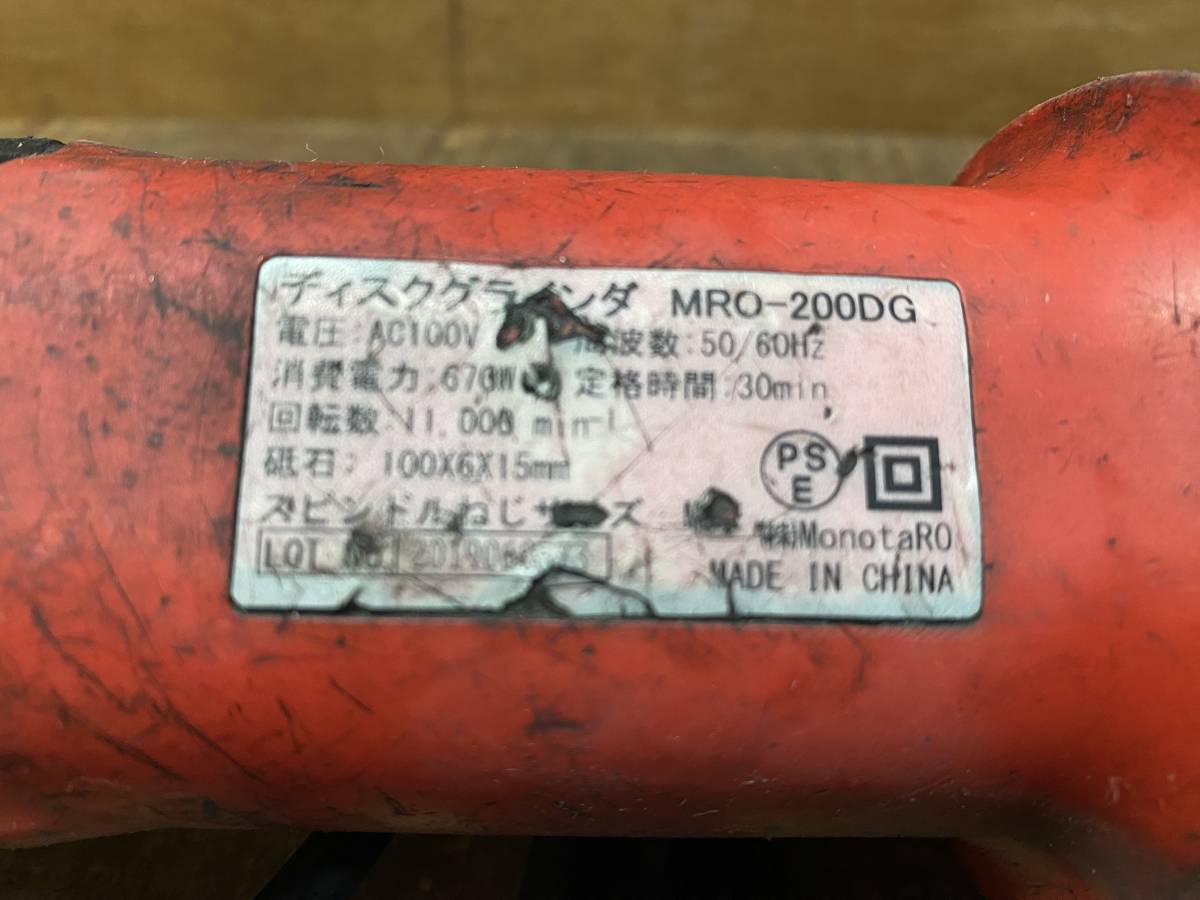 ディスクグラインダ MRO-200DG
電圧:AC100V 周波数:50/60Hz
消費電力:670W 定格時間:30min
回転数:11,000 min-1
砥石: 100X6X15mm
スピンドルねじサイズ
PSE
LOT No.
㈱MonotaRO
MADE IN CHINA